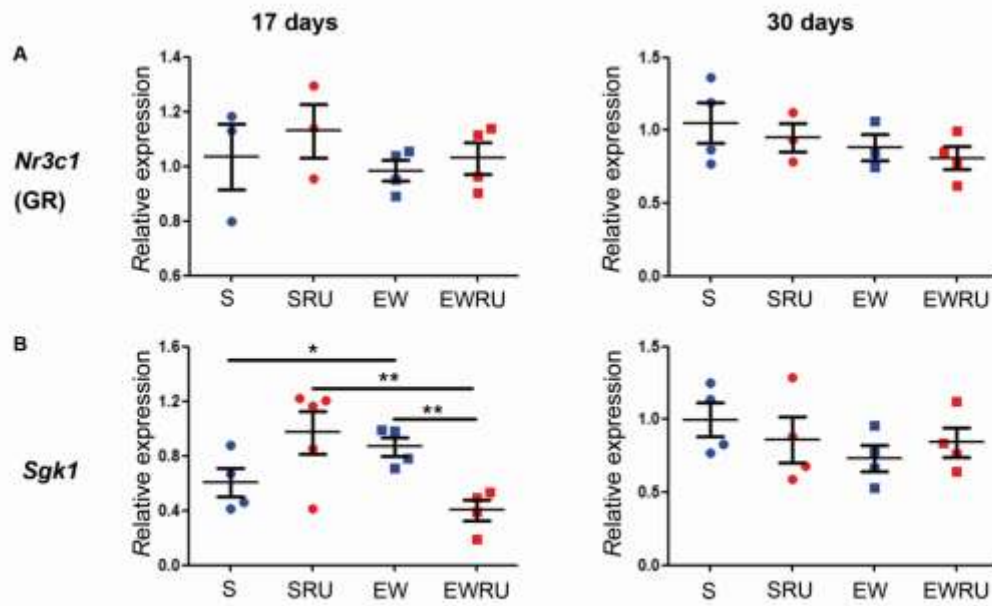 17 days
30 days
A
Nr3c1
(GR)
Relative expression
1.4
1.2
1.0
0.8
0.6
S SRU EW EWRU
Relative expression
1.5
1.0
0.5
0.0
S SRU EW EWRU
B
Sgk1
Relative expression
1.6
1.2
0.8
0.4
0.0
* ** **
S SRU EW EWRU
Relative expression
1.5
1.0
0.5
0.0
S SRU EW EWRU